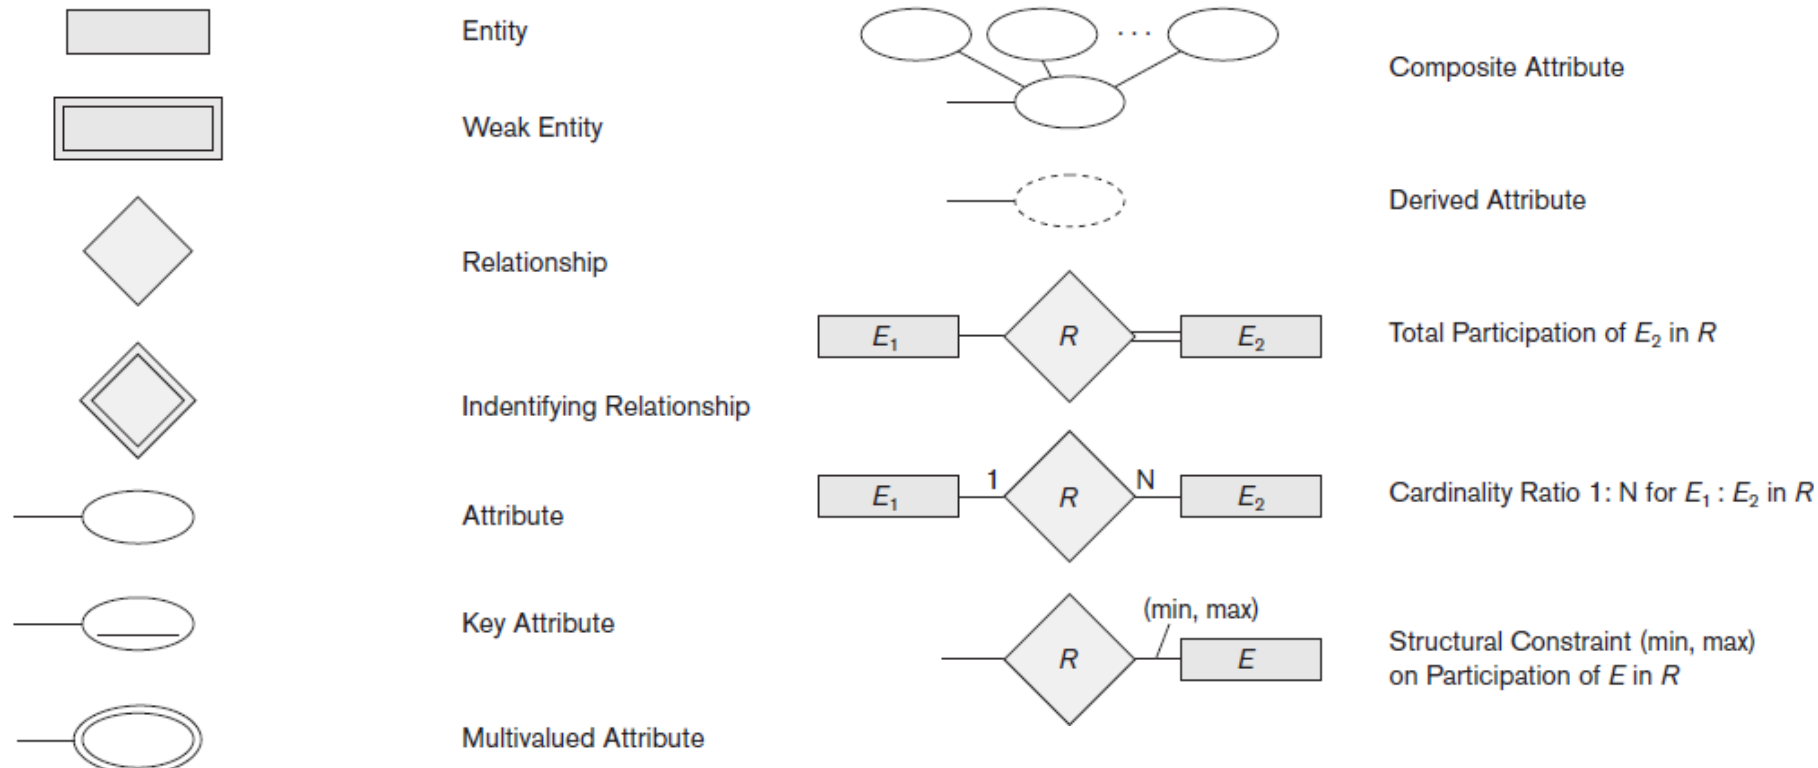 Entity
Weak Entity
Relationship
Indentifying Relationship
Attribute
Key Attribute
Multivalued Attribute
· · ·
Composite Attribute
Derived Attribute
E₁ R E₂
Total Participation of E₂ in R
E₁ 1 R N E₂
Cardinality Ratio 1: N for E₁ : E₂ in R
(min, max)
R E
Structural Constraint (min, max)
on Participation of E in R